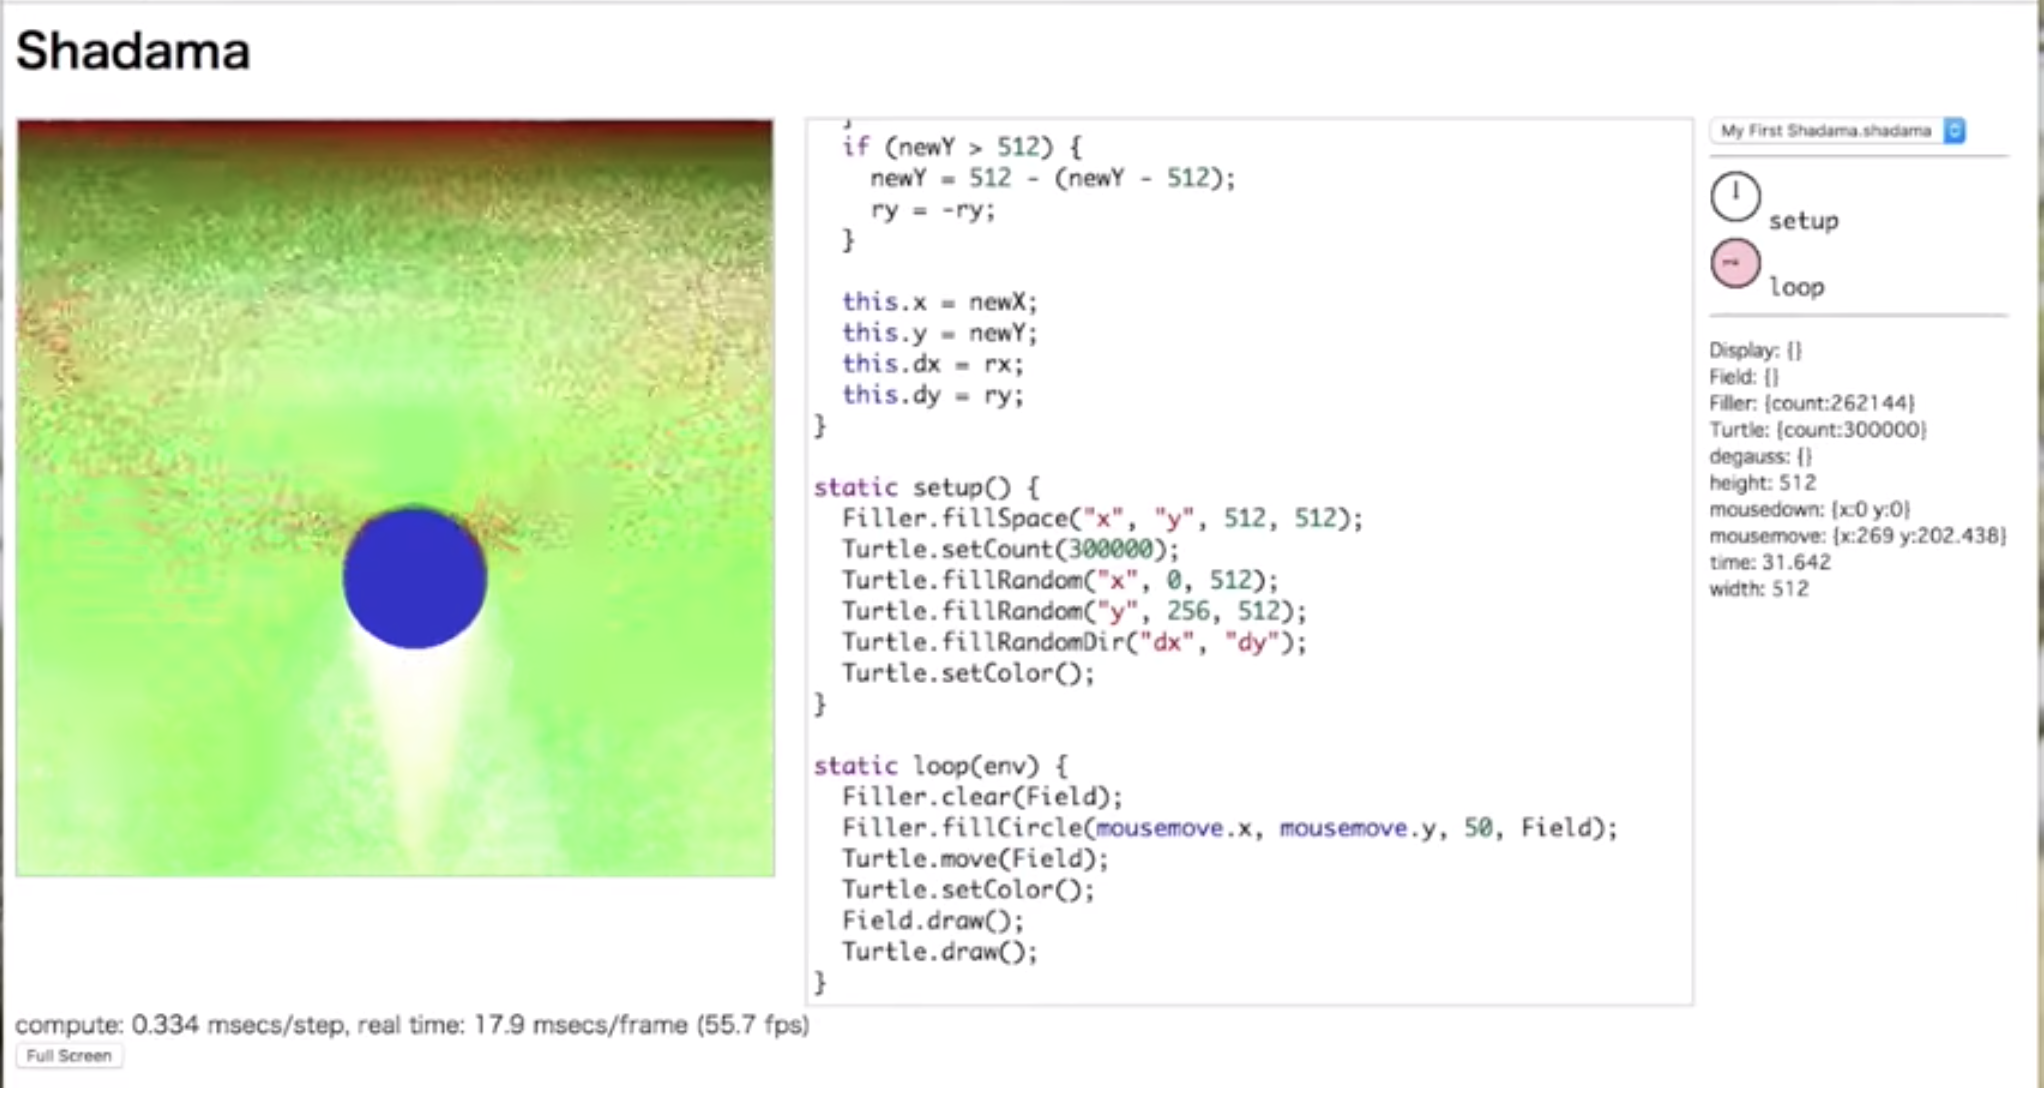 Shadama
}
if (newY > 512) {
newY = 512 - (newY - 512);
ry = -ry;
}
this.x = newX;
this.y = newY;
this.dx = rx;
this.dy = ry;
}
static setup() {
Filler.fillSpace("x", "y", 512, 512);
Turtle.setCount(300000);
Turtle.fillRandom("x", 0, 512);
Turtle.fillRandom("y", 256, 512);
Turtle.fillRandomDir("dx", "dy");
Turtle.setColor();
}
static loop(env) {
Filler.clear(Field);
Filler.fillCircle(mousemove.x, mousemove.y, 50, Field);
Turtle.move(Field);
Turtle.setColor();
Field.draw();
Turtle.draw();
}
My First Shadama.shadama
setup
loop
Display: {}
Field: {}
Filler: {count:262144}
Turtle: {count:300000}
degauss: {}
height: 512
mousedown: {x:0 y:0}
mousemove: {x:269 y:202.438}
time: 31.642
width: 512
compute: 0.334 msecs/step, real time: 17.9 msecs/frame (55.7 fps)
Full Screen